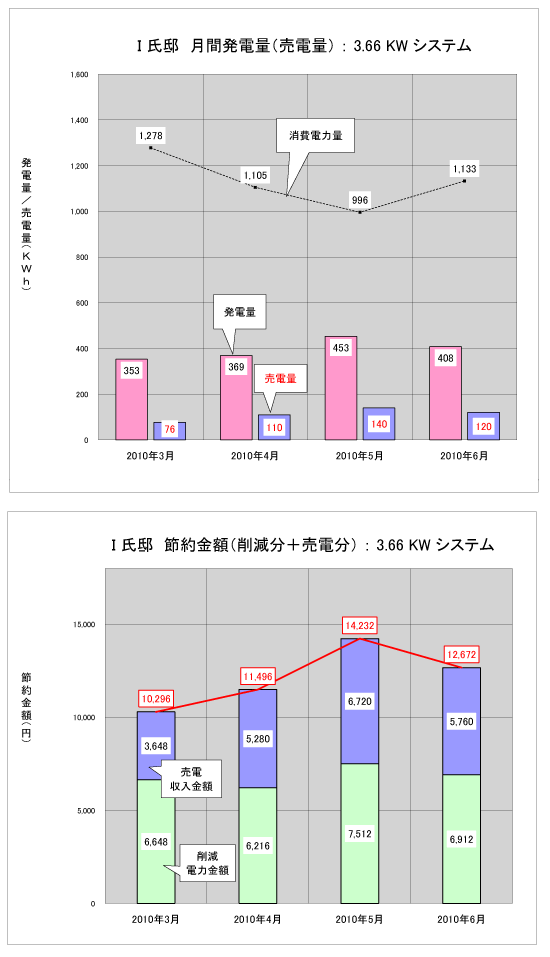 I 氏邸　月間発電量（売電量）： 3.66 KW システム
発電量／売電量（KWh）
1,600
1,400
1,200
1,000
800
600
400
200
0
1,278
1,105
996
1,133
消費電力量
発電量
売電量
353
76
369
110
453
140
408
120
2010年3月
2010年4月
2010年5月
2010年6月
I 氏邸　節約金額（削減分＋売電分）： 3.66 KW システム
節約金額（円）
15,000
10,000
5,000
0
10,296
11,496
14,232
12,672
3,648
5,280
6,720
5,760
売電
収入金額
6,648
6,216
7,512
6,912
削減
電力金額
2010年3月
2010年4月
2010年5月
2010年6月